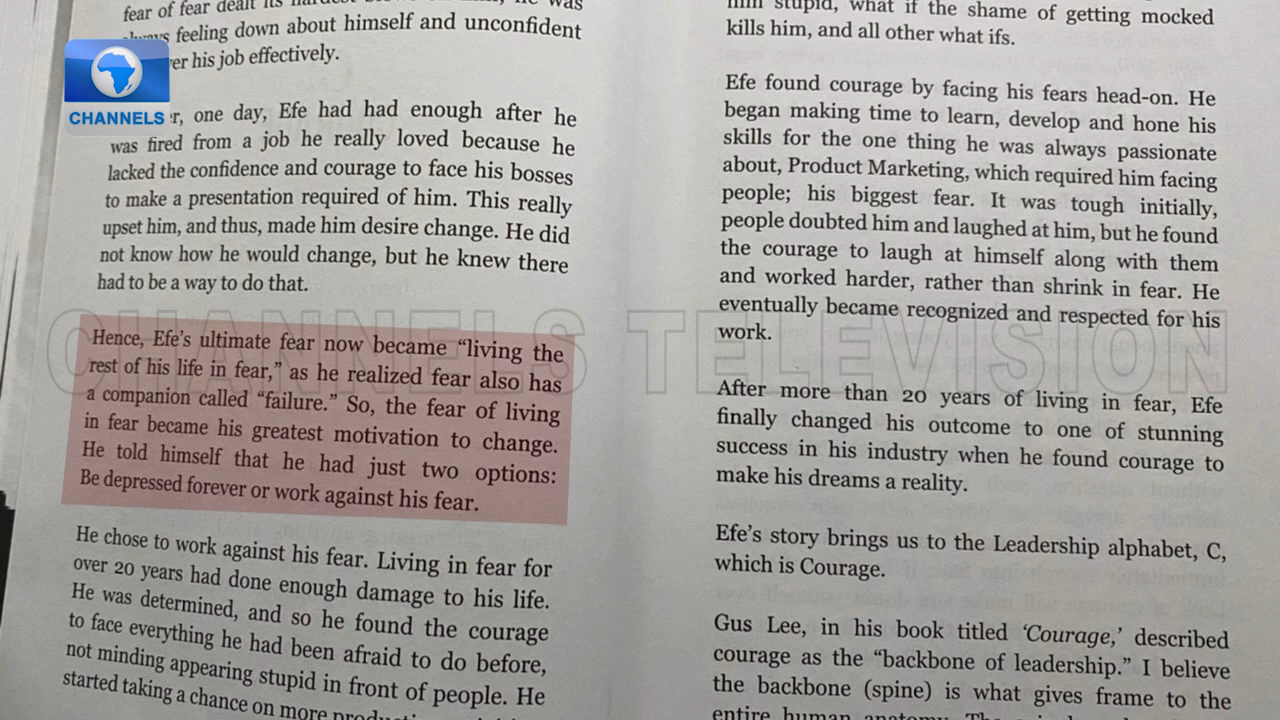 fear of fear dealt its
was
feeling down about himself and unconfident
his job effectively.
CHANNELS
one day, Efe had had enough after he
was fired from a job he really loved because he
lacked the confidence and courage to face his bosses
to make a presentation required of him. This really
upset him, and thus, made him desire change. He did
not know how he would change, but he knew there
had to be a way to do that.
Hence, Efe's ultimate fear now became “living the
rest of his life in fear,” as he realized fear also has
a companion called “failure.” So, the fear of living
in fear became his greatest motivation to change.
He told himself that he had just two options:
Be depressed forever or work against his fear.
He chose to work against his fear. Living in fear for
over 20 years had done enough damage to his life.
He was determined, and so he found the courage
to face everything he had been afraid to do before,
not minding appearing stupid in front of people. He
started taking a chance on more
him stupid, what if the shame of getting mocked
kills him, and all other what ifs.
Efe found courage by facing his fears head-on. He
began making time to learn, develop and hone his
skills for the one thing he was always passionate
about, Product Marketing, which required him facing
people; his biggest fear. It was tough initially,
people doubted him and laughed at him, but he found
the courage to laugh at himself along with them
and worked harder, rather than shrink in fear. He
eventually became recognized and respected for his
work.
After more than 20 years of living in fear, Efe
finally changed his outcome to one of stunning
success in his industry when he found courage to
make his dreams a reality.
Efe's story brings us to the Leadership alphabet, C,
which is Courage.
Gus Lee, in his book titled ‘Courage,’ described
courage as the “backbone of leadership.” I believe
the backbone (spine) is what gives frame to the
entire human anatomy.
CHANNELS TELEVISION